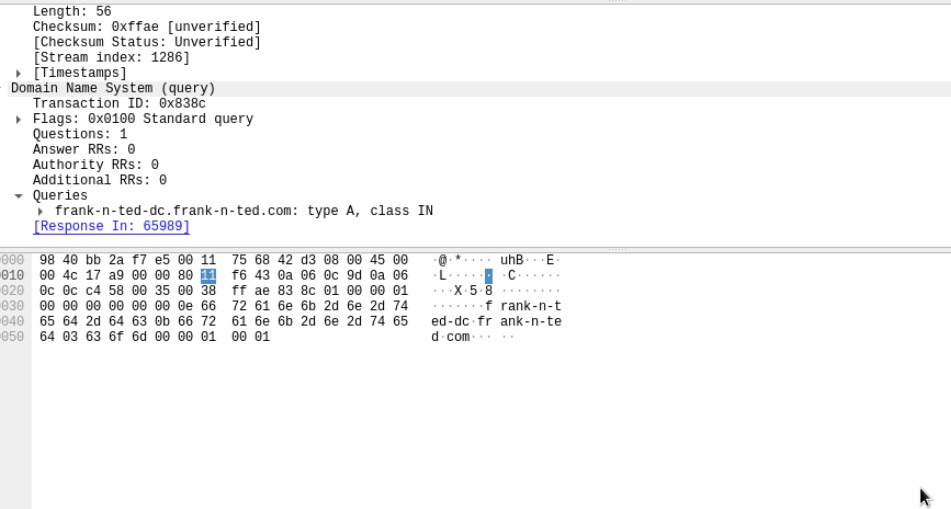 Length: 56
Checksum: 0xffae [unverified]
[Checksum Status: Unverified]
[Stream index: 1286]
[Timestamps]
Domain Name System (query)
Transaction ID: 0x838c
Flags: 0x0100 Standard query
Questions: 1
Answer RRs: 0
Authority RRs: 0
Additional RRs: 0
Queries
frank-n-ted-dc.frank-n-ted.com: type A, class IN
[Response In: 65989]
000 98 40 bb 2a f7 e5 00 11 75 68 42 d3 08 00 45 00 ·@·*···· uhB···E·
010 00 4c 17 a9 00 00 80 11 f6 43 0a 06 0c 9d 0a 06 ·L······ ·C······
020 0c 0c c4 58 00 35 00 38 ff ae 83 8c 01 00 00 01 ···X·5·8 ········
030 00 00 00 00 00 00 0e 66 72 61 6e 6b 2d 6e 2d 74 ·······f rank-n-t
040 65 64 2d 64 63 0b 66 72 61 6e 6b 2d 6e 2d 74 65 ed-dc·fr ank-n-te
050 64 03 63 6f 6d 00 00 01 00 01 d·com··· ··